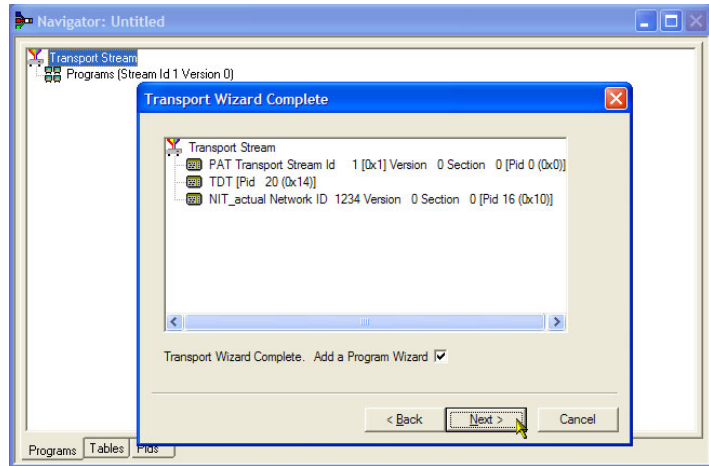 Navigator: Untitled
Transport Stream
Programs (Stream Id 1 Version 0)
Transport Wizard Complete
Transport Stream
PAT Transport Stream Id 1 [0x1] Version 0 Section 0 [Pid 0 (0x0)]
TDT [Pid 20 (0x14)]
NIT_actual Network ID 1234 Version 0 Section 0 [Pid 16 (0x10)]
Transport Wizard Complete. Add a Program Wizard
< Back Next > Cancel
Programs Tables Pids